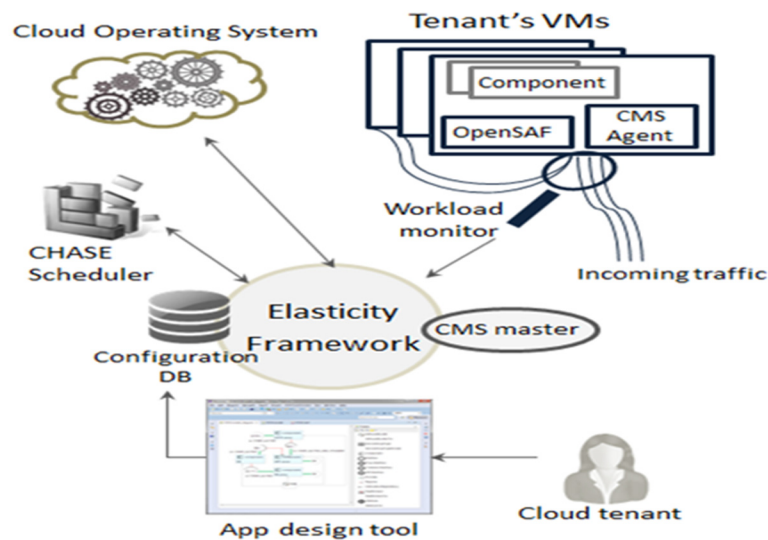 Cloud Operating System
Tenant's VMs
Component
OpenSAF
CMS
Agent
Workload
monitor
Incoming traffic
CHASE
Scheduler
Elasticity
Framework
CMS master
Configuration
DB
App design tool
Cloud tenant